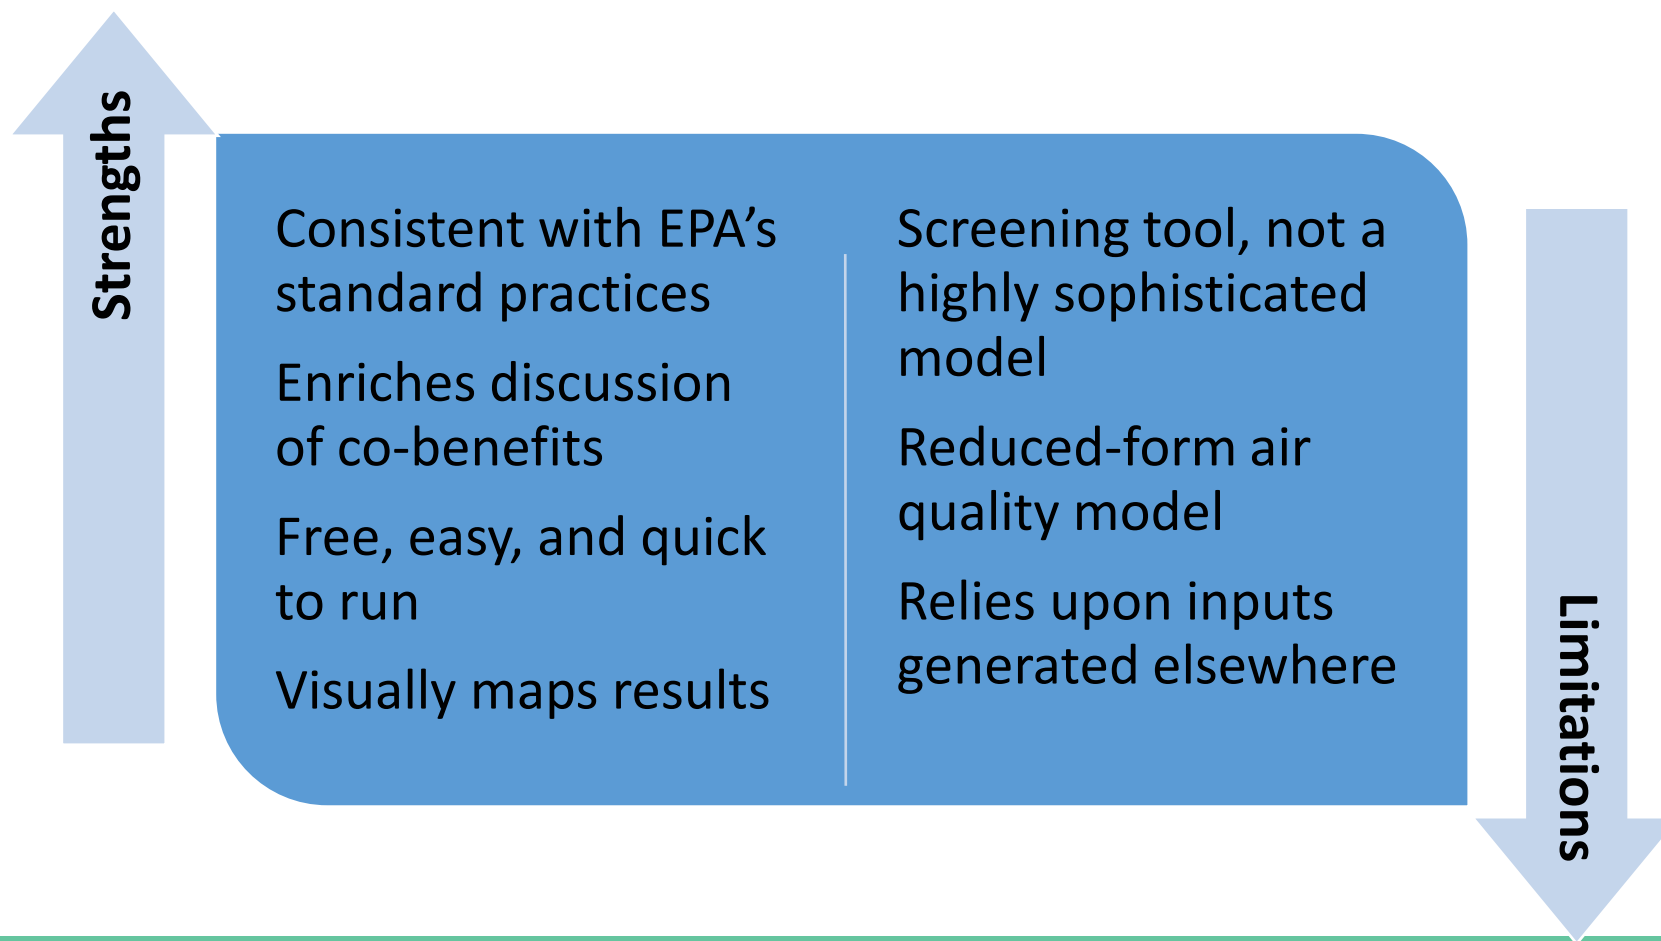 Strengths
Consistent with EPA’s
standard practices
Enriches discussion
of co-benefits
Free, easy, and quick
to run
Visually maps results
Screening tool, not a
highly sophisticated
model
Reduced-form air
quality model
Relies upon inputs
generated elsewhere
Limitations